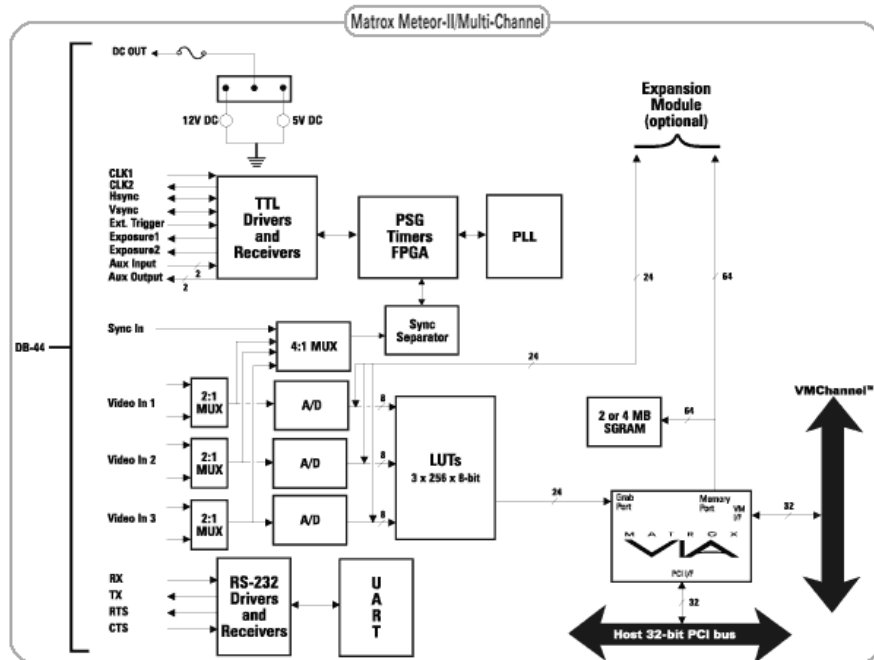 Matrox Meteor-II/Multi-Channel
DC OUT
12V DC
5V DC
Expansion
Module
(optional)
CLK1
CLK2
Hsync
Vsync
Ext. Trigger
Exposure1
Exposure2
Aux Input
2
Aux Output
2
TTL
Drivers
and
Receivers
PSG
Timers
FPGA
PLL
24
64
DB-44
Sync In
4:1 MUX
Sync
Separator
24
Video In 1
2:1
MUX
A/D
8
Video In 2
2:1
MUX
A/D
8
Video In 3
2:1
MUX
A/D
8
LUTs
3 x 256 x 8-bit
24
2 or 4 MB
SGRAM
64
VMChannel™
Grab
Port
Memory
Port
VM
I/F
MATROX
VIA
PCI I/F
32
32
Host 32-bit PCI bus
RX
TX
RTS
CTS
RS-232
Drivers
and
Receivers
U
A
R
T